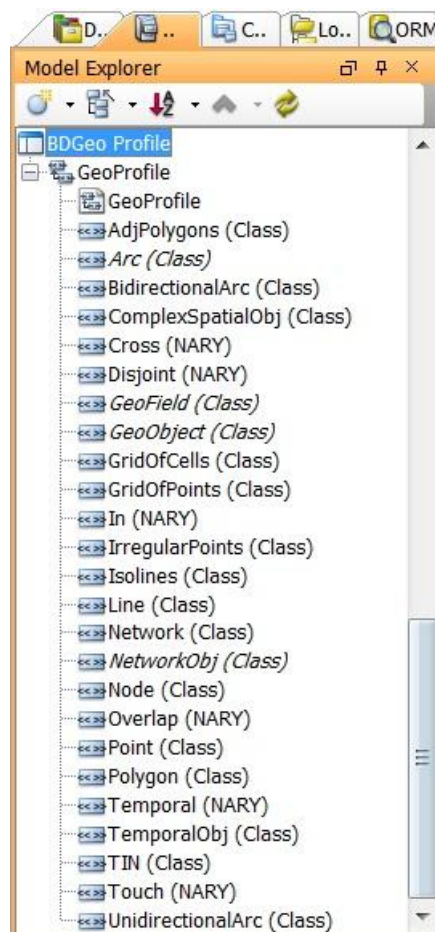 D..
..
C..
Lo..
ORM
Model Explorer
BDGeo Profile
GeoProfile
GeoProfile
AdjPolygons (Class)
Arc (Class)
BidirectionalArc (Class)
ComplexSpatialObj (Class)
Cross (NARY)
Disjoint (NARY)
GeoField (Class)
GeoObject (Class)
GridOfCells (Class)
GridOfPoints (Class)
In (NARY)
IrregularPoints (Class)
Isolines (Class)
Line (Class)
Network (Class)
NetworkObj (Class)
Node (Class)
Overlap (NARY)
Point (Class)
Polygon (Class)
Temporal (NARY)
TemporalObj (Class)
TIN (Class)
Touch (NARY)
UnidirectionalArc (Class)